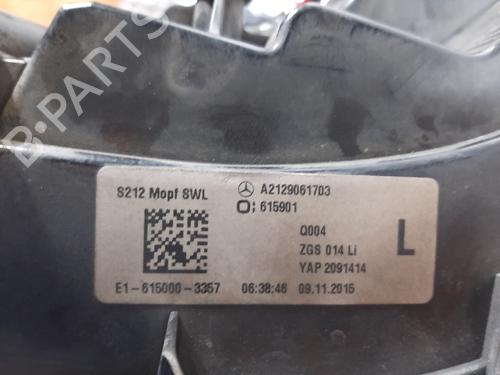 B-PARTS
S212 Mopf SWL
A2129061703
615901
Q004
ZGS 014 Li
L
YAP 2091414
E1-615000-3357 06:38:46 09.11.2015